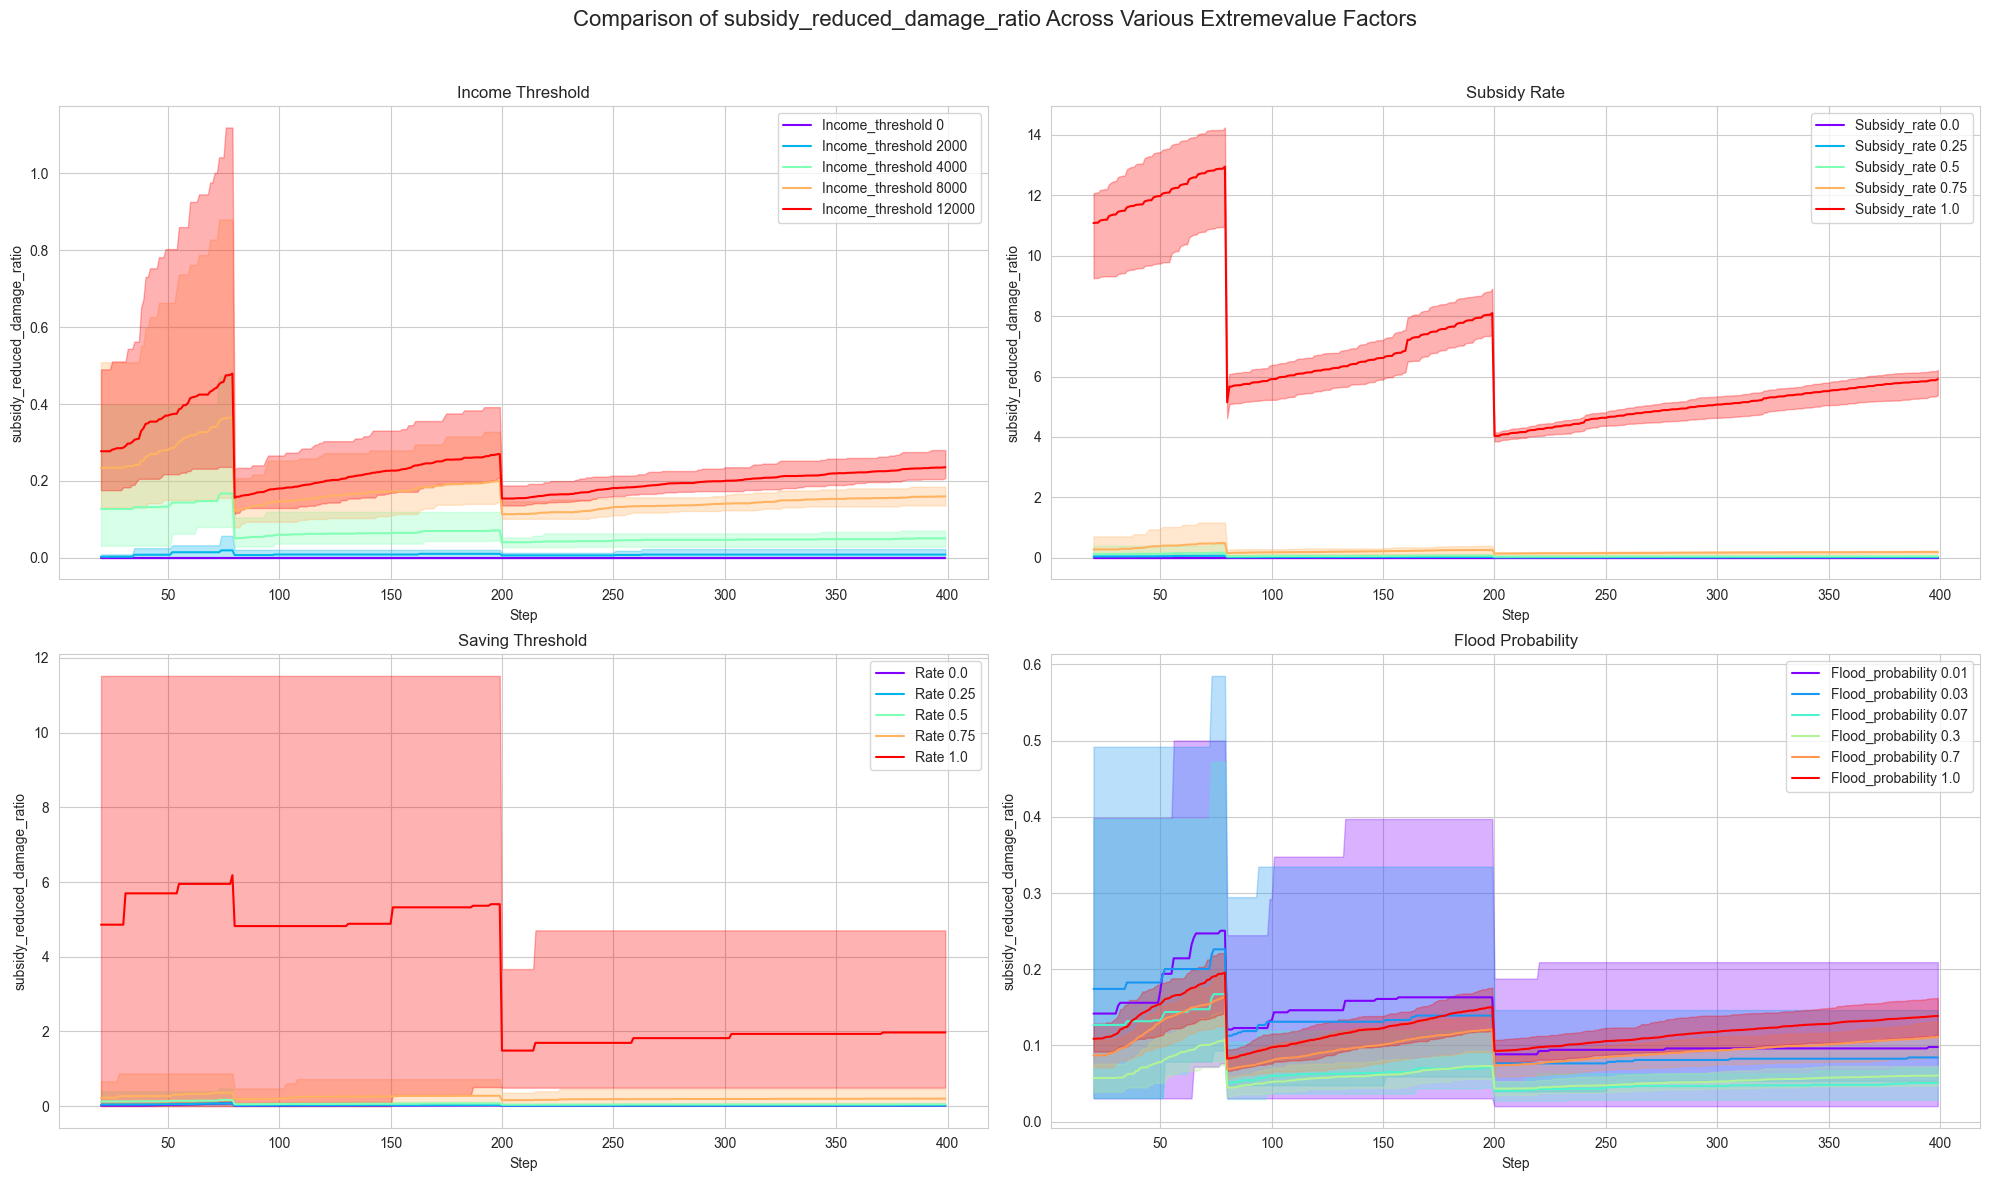 Comparison of subsidy_reduced_damage_ratio Across Various Extremevalue Factors
Income Threshold
subsidy_reduced_damage_ratio
1.0
0.8
0.6
0.4
0.2
0.0
Income_threshold 0
Income_threshold 2000
Income_threshold 4000
Income_threshold 8000
Income_threshold 12000
50 100 150 200 250 300 350 400
Step
Subsidy Rate
subsidy_reduced_damage_ratio
14
12
10
8
6
4
2
0
Subsidy_rate 0.0
Subsidy_rate 0.25
Subsidy_rate 0.5
Subsidy_rate 0.75
Subsidy_rate 1.0
50 100 150 200 250 300 350 400
Step
Saving Threshold
subsidy_reduced_damage_ratio
12
10
8
6
4
2
0
Rate 0.0
Rate 0.25
Rate 0.5
Rate 0.75
Rate 1.0
50 100 150 200 250 300 350 400
Step
Flood Probability
subsidy_reduced_damage_ratio
0.6
0.5
0.4
0.3
0.2
0.1
0.0
Flood_probability 0.01
Flood_probability 0.03
Flood_probability 0.07
Flood_probability 0.3
Flood_probability 0.7
Flood_probability 1.0
50 100 150 200 250 300 350 400
Step